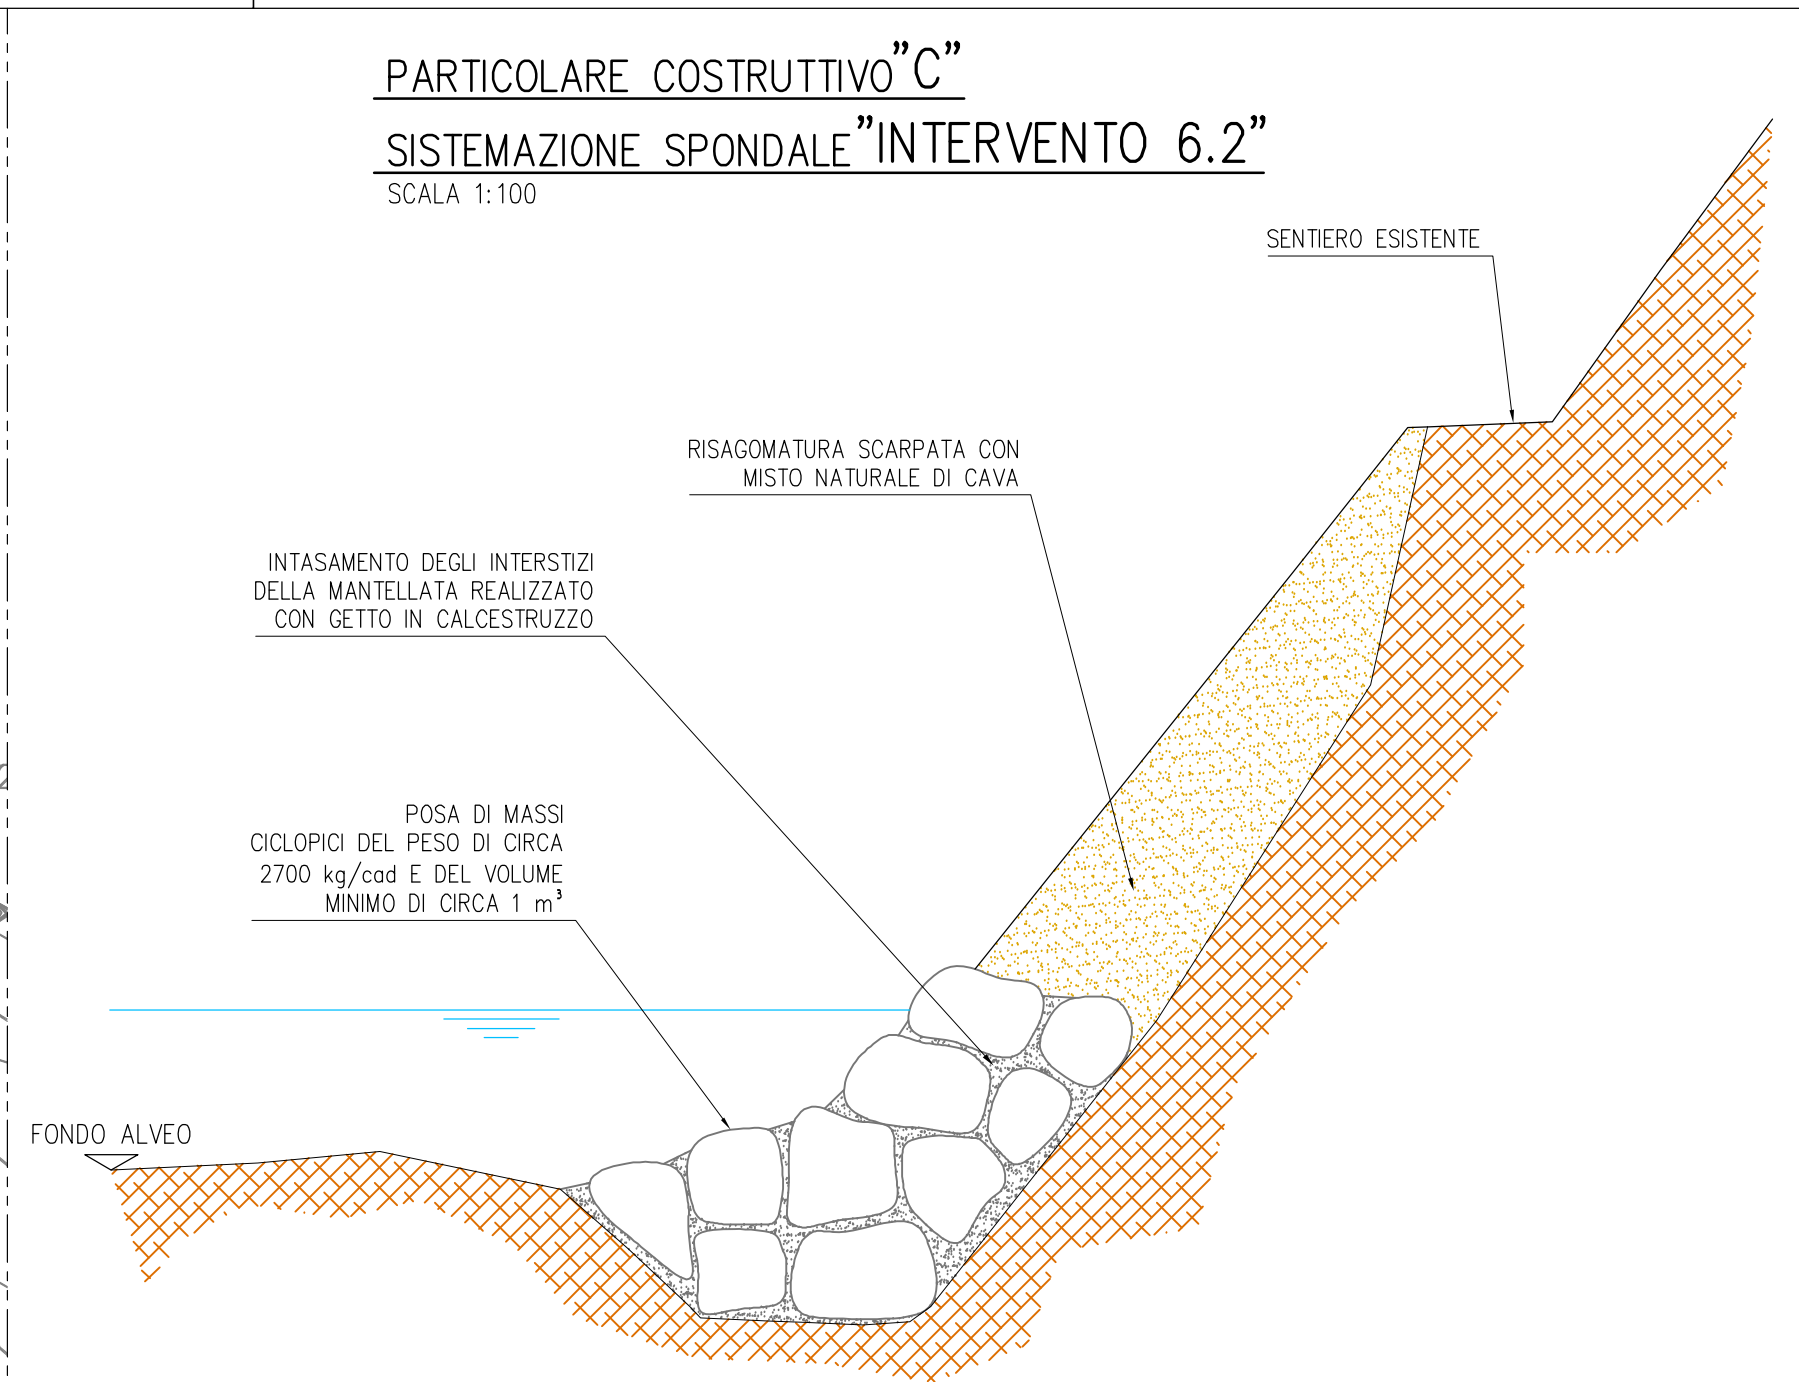 PARTICOLARE COSTRUTTIVO"C"
SISTEMAZIONE SPONDALE"INTERVENTO 6.2"
SCALA 1:100
SENTIERO ESISTENTE
RISAGOMATURA SCARPATA CON
MISTO NATURALE DI CAVA
INTASAMENTO DEGLI INTERSTIZI
DELLA MANTELLATA REALIZZATO
CON GETTO IN CALCESTRUZZO
POSA DI MASSI
CICLOPICI DEL PESO DI CIRCA
2700 kg/cad E DEL VOLUME
MINIMO DI CIRCA 1 m³
FONDO ALVEO